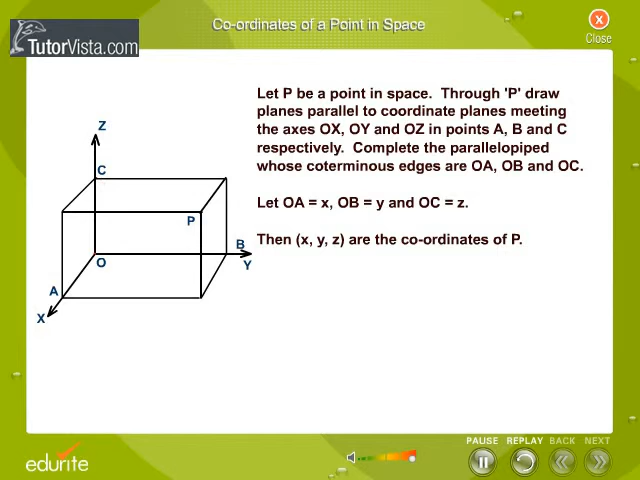 Co-ordinates of a Point in Space
X
Close
TutorVista.com
Let P be a point in space. Through 'P' draw
planes parallel to coordinate planes meeting
the axes OX, OY and OZ in points A, B and C
respectively. Complete the parallelopiped
whose coterminous edges are OA, OB and OC.
Let OA = x, OB = y and OC = z.
Then (x, y, z) are the co-ordinates of P.
Z
C
P
B
O
Y
A
X
PAUSE REPLAY BACK NEXT
edurite